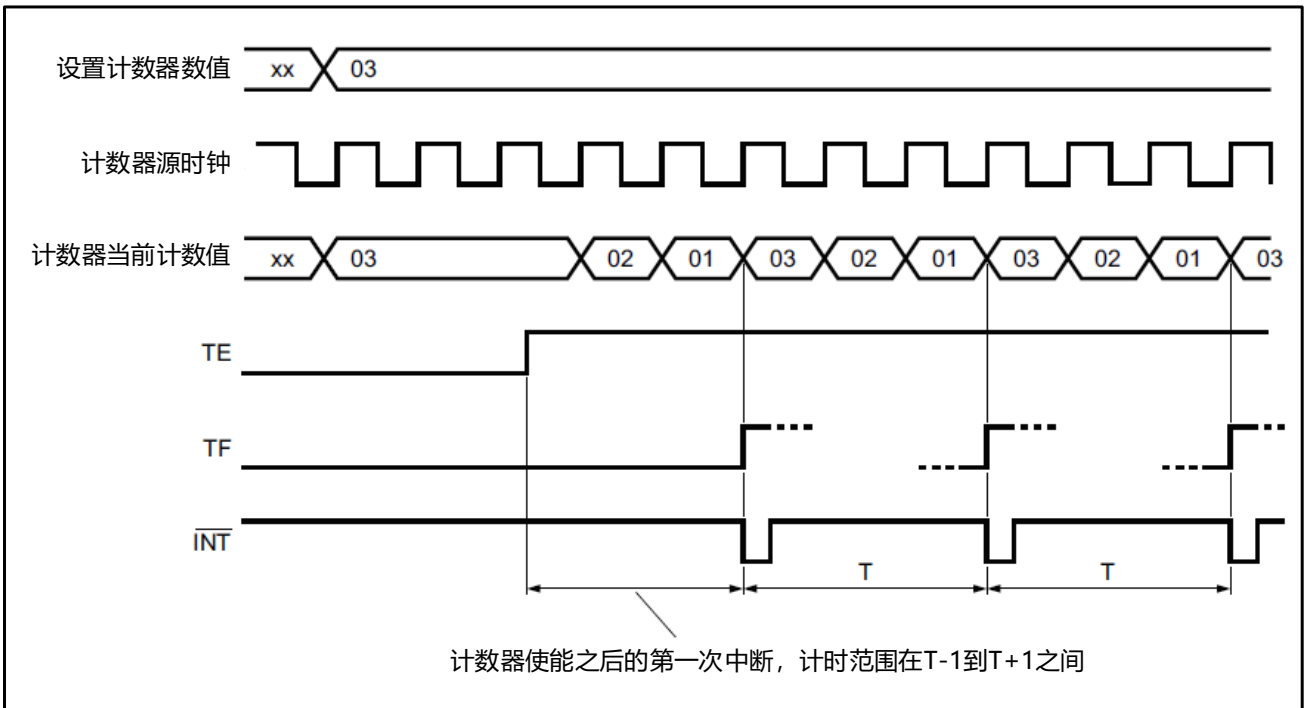 设置计数器数值 xx 03
计数器源时钟
计数器当前计数值 xx 03 02 01 03 02 01 03 02 01 03
TE
TF
INT
T T
计数器使能之后的第一次中断，计时范围在T-1到T+1之间